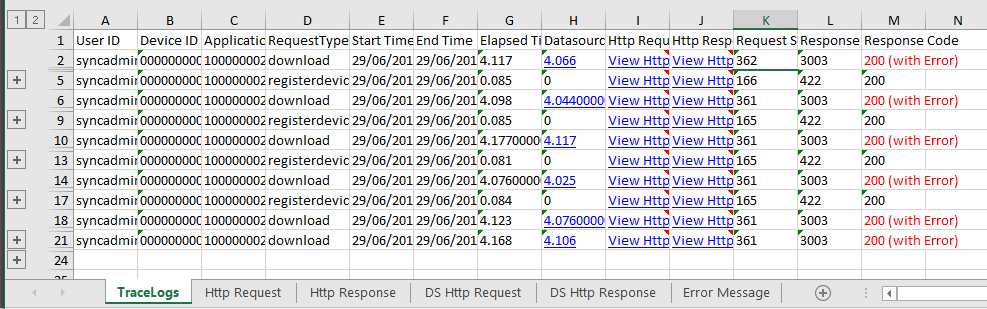 1 2
A B C D E F G H I J K L M N
1 User ID Device ID Applicatic RequestType Start Time End Time Elapsed Ti Datasourc Http Requ Http Resp Request S Response Response Code
2 syncadmir 000000000 100000002 download 29/06/201 29/06/201 4.117 4.066 View Http View Http 362 3003 200 (with Error)
5 syncadmir 000000000 100000002 registerdevic 29/06/201 29/06/201 0.085 0 View Http View Http 166 422 200
6 syncadmir 000000000 100000002 download 29/06/201 29/06/201 4.098 4.0440000 View Http View Http 361 3003 200 (with Error)
9 syncadmir 000000000 100000002 registerdevic 29/06/201 29/06/201 0.085 0 View Http View Http 165 422 200
10 syncadmir 000000000 100000002 download 29/06/201 29/06/201 4.1770000 4.117 View Http View Http 361 3003 200 (with Error)
13 syncadmir 000000000 100000002 registerdevic 29/06/201 29/06/201 0.081 0 View Http View Http 165 422 200
14 syncadmir 000000000 100000002 download 29/06/201 29/06/201 4.0760000 4.025 View Http View Http 361 3003 200 (with Error)
17 syncadmir 000000000 100000002 registerdevic 29/06/201 29/06/201 0.084 0 View Http View Http 165 422 200
18 syncadmir 000000000 100000002 download 29/06/201 29/06/201 4.123 4.0760000 View Http View Http 361 3003 200 (with Error)
21 syncadmir 000000000 100000002 download 29/06/201 29/06/201 4.168 4.106 View Http View Http 361 3003 200 (with Error)
24
TraceLogs Http Request Http Response DS Http Request DS Http Response Error Message